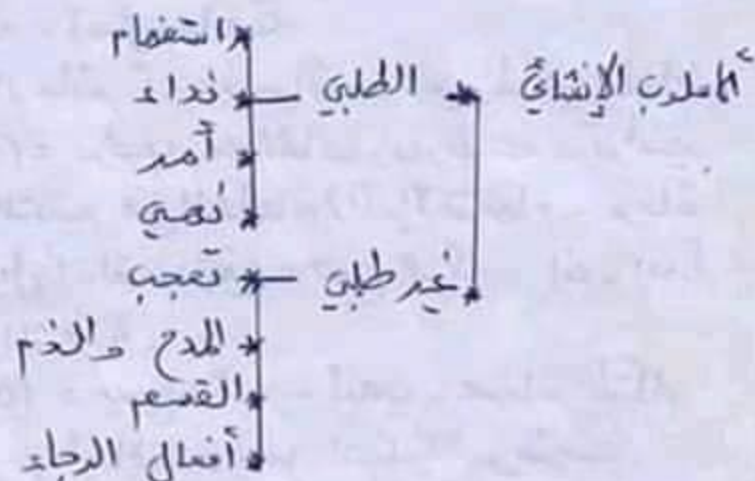 استفهام
أسلوب الإنشائي * الطلبي * نداء
* أمر
* نهي
* غير طلبي * تعجب
* المدح والذم
* القسم
* أفعال الرجاء